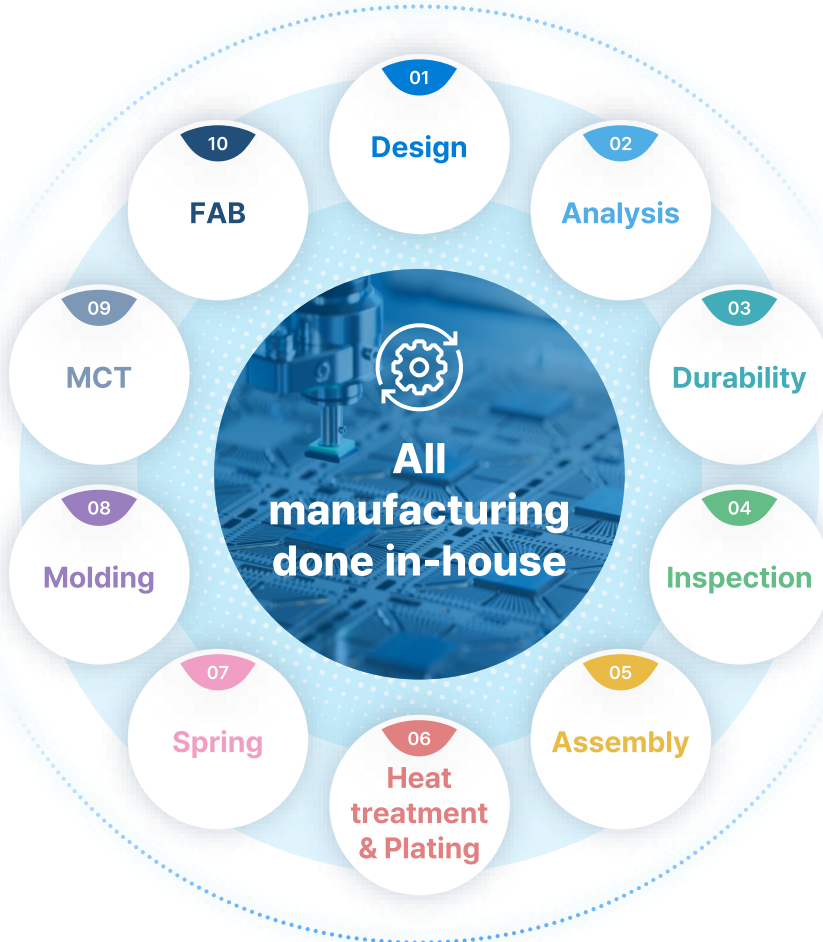 01
Design
02
Analysis
03
Durability
04
Inspection
05
Assembly
06
Heat
treatment
& Plating
07
Spring
08
Molding
09
MCT
10
FAB
All
manufacturing
done in-house